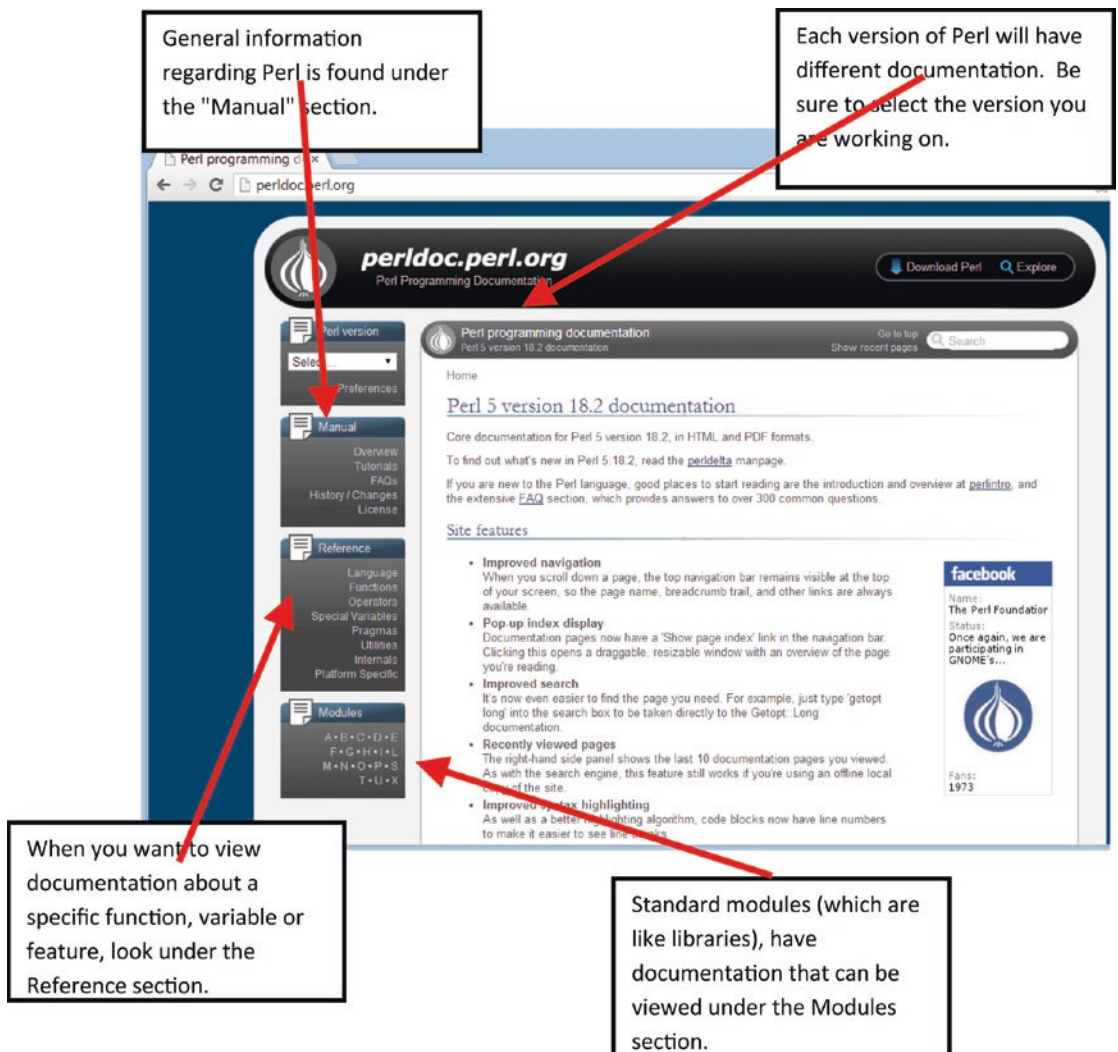 General information
regarding Perl is found under
the "Manual" section.
Each version of Perl will have
different documentation. Be
sure to select the version you
are working on.
Perl programming
perldoc.perl.org
perldoc.perl.org
Perl Programming Documentation
Download Perl
Explore
Perl version
Select...
Preferences
Manual
Overview
Tutorials
FAQs
History / Changes
License
Reference
Language
Functions
Operators
Special Variables
Pragmas
Utilities
Internals
Platform Specific
Modules
A•B•C•D•E
F•G•H•I•L
M•N•O•P•S
T•U•X
Perl programming documentation
Perl 5 version 18.2 documentation
Go to top
Show recent pages
Search
Home
Perl 5 version 18.2 documentation
Core documentation for Perl 5 version 18.2, in HTML and PDF formats.
To find out what's new in Perl 5.18.2, read the perldelta manpage.
If you are new to the Perl language, good places to start reading are the introduction and overview at perlintro, and
the extensive FAQ section, which provides answers to over 300 common questions.
Site features
• Improved navigation
When you scroll down a page, the top navigation bar remains visible at the top
of your screen, so the page name, breadcrumb trail, and other links are always
available.
• Pop-up index display
Documentation pages now have a 'Show page index' link in the navigation bar.
Clicking this opens a draggable, resizable window with an overview of the page
you're reading.
• Improved search
It's now even easier to find the page you need. For example, just type 'getopt
long' into the search box to be taken directly to the Getopt::Long
documentation.
• Recently viewed pages
The right-hand side panel shows the last 10 documentation pages you viewed.
As with the search engine, this feature still works if you're using an offline local
copy of the site.
• Improved syntax highlighting
As well as a better highlighting algorithm, code blocks now have line numbers
to make it easier to see line breaks.
facebook
Name:
The Perl Foundation
Status:
Once again, we are
participating in
GNOME's...
Fans:
1973
When you want to view
documentation about a
specific function, variable or
feature, look under the
Reference section.
Standard modules (which are
like libraries), have
documentation that can be
viewed under the Modules
section.